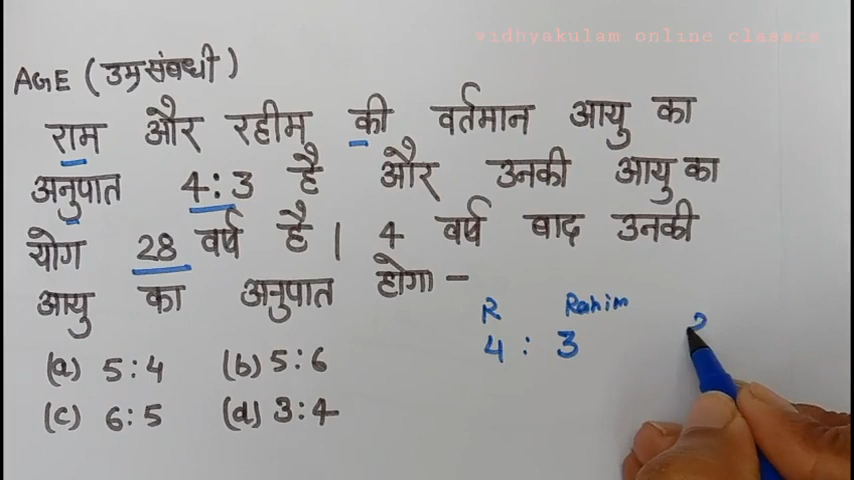 vidhyakulam online classes
AGE (उम्र संबधी)
राम और रहीम की वर्तमान आयु का
अनुपात 4:3 है और उनकी आयु का
योग 28 वर्ष है। 4 वर्ष बाद उनकी
आयु का अनुपात होगा -
(a) 5:4 (b) 5:6
(c) 6:5 (d) 3:4
R Rahim
4 : 3